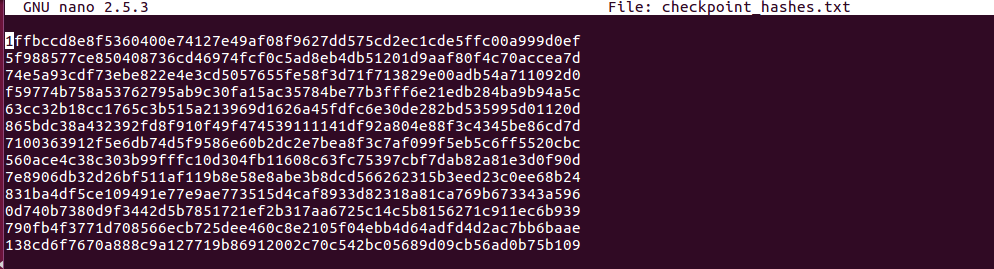 GNU nano 2.5.3 File: checkpoint_hashes.txt
1ffbccd8e8f5360400e74127e49af08f9627dd575cd2ec1cde5ffc00a999d0ef
5f988577ce850408736cd46974fcf0c5ad8eb4db51201d9aaf80f4c70accea7d
74e5a93cdf73ebe822e4e3cd5057655fe58f3d71f713829e00adb54a711092d0
f59774b758a53762795ab9c30fa15ac35784be77b3fff6e21edb284ba9b94a5c
63cc32b18cc1765c3b515a213969d1626a45fdfc6e30de282bd535995d01120d
865bdc38a432392fd8f910f49f474539111141df92a804e88f3c4345be86cd7d
7100363912f5e6db74d5f9586e60b2dc2e7bea8f3c7af099f5eb5c6ff5520cbc
560ace4c38c303b99fffc10d304fb11608c63fc75397cbf7dab82a81e3d0f90d
7e8906db32d26bf511af119b8e58e8abe3b8dcd566262315b3eed23c0ee68b24
831ba4df5ce109491e77e9ae773515d4caf8933d82318a81ca769b673343a596
0d740b7380d9f3442d5b7851721ef2b317aa6725c14c5b8156271c911ec6b939
790fb4f3771d708566ecb725dee460c8e2105f04ebb4d64adfd4d2ac7bb6baae
138cd6f7670a888c9a127719b86912002c70c542bc05689d09cb56ad0b75b109